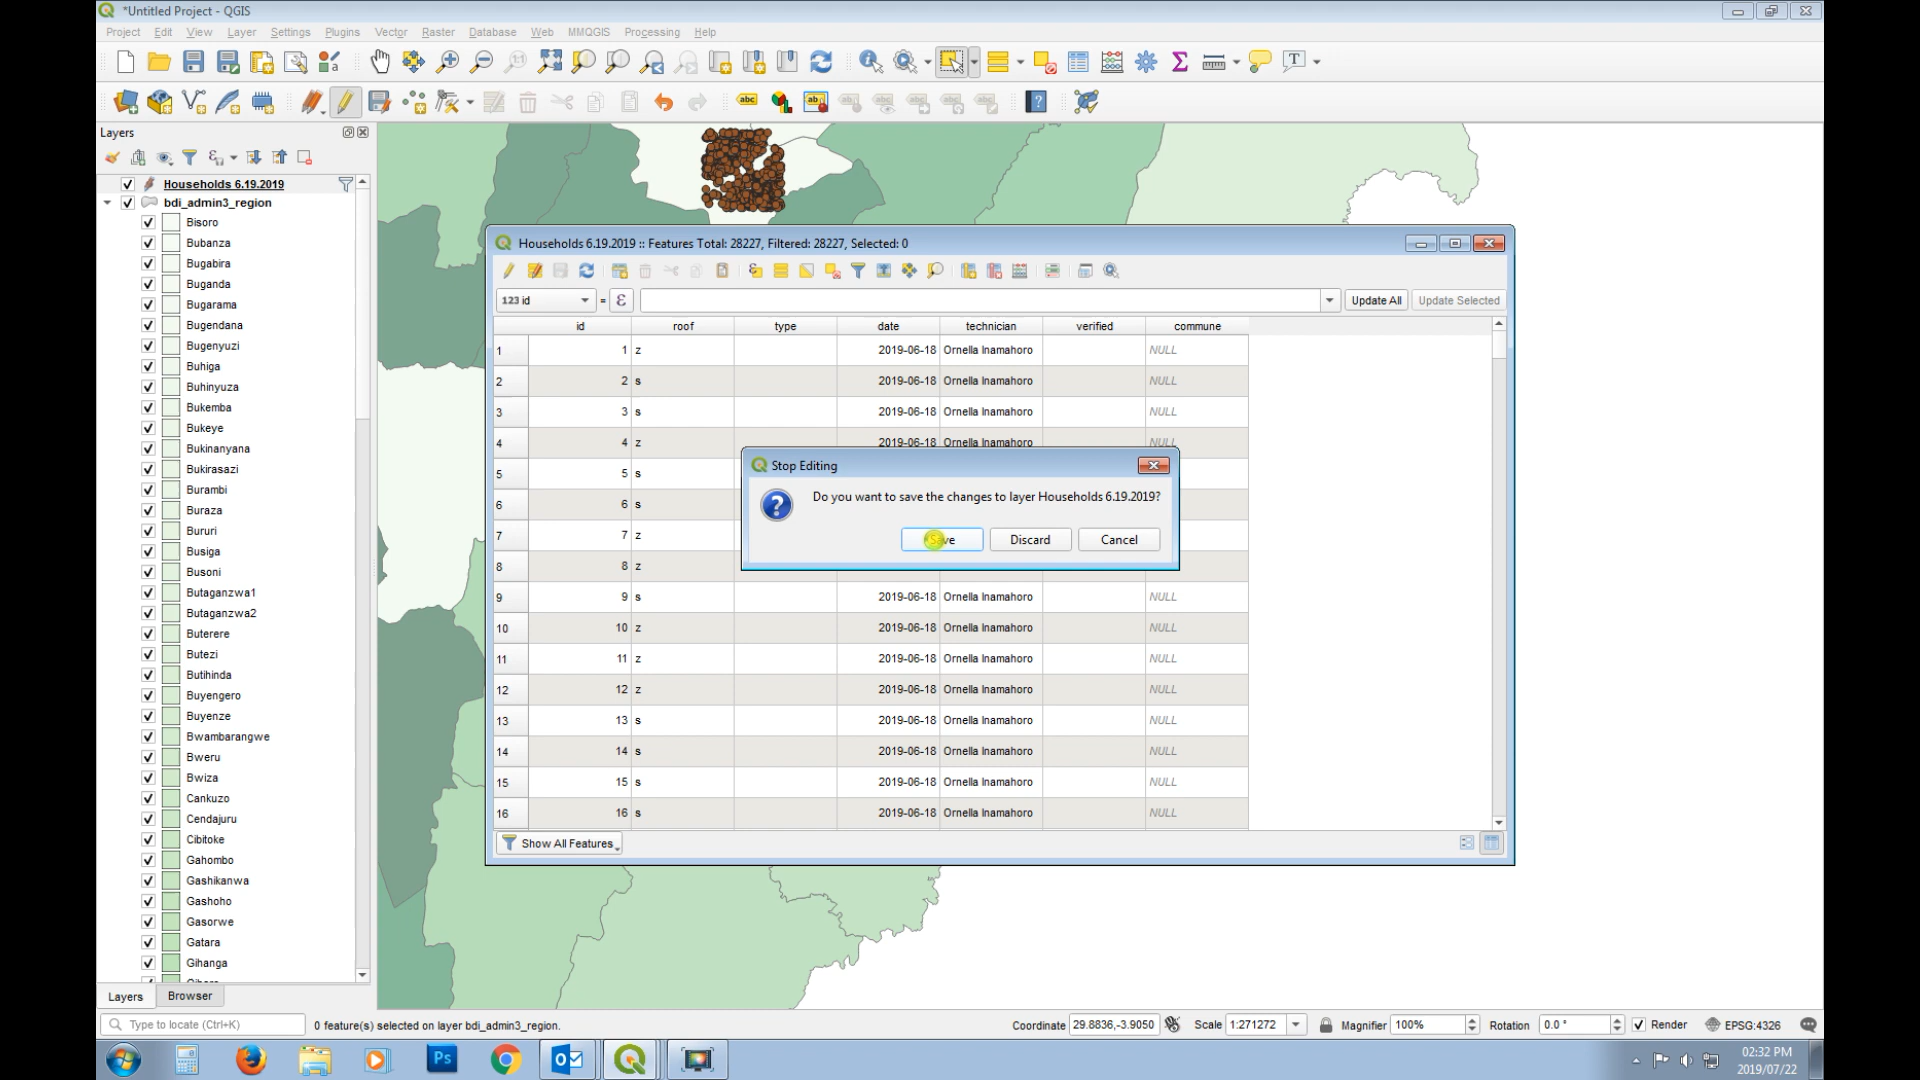 *Untitled Project - QGIS
Project Edit View Layer Settings Plugins Vector Raster Database Web MMQGIS Processing Help
Layers
Households 6.19.2019
bdi_admin3_region
Bisoro
Bubanza
Bugabira
Buganda
Bugarama
Bugendana
Bugenyuzi
Buhiga
Buhinyuza
Bukemba
Bukeye
Bukinanyana
Bukirasazi
Burambi
Buraza
Bururi
Busiga
Busoni
Butaganzwa1
Butaganzwa2
Buterere
Butezi
Butihinda
Buyengero
Buyenze
Bwambarangwe
Bweru
Bwiza
Cankuzo
Cendajuru
Cibitoke
Gahombo
Gashikanwa
Gashoho
Gasorwe
Gatara
Gihanga
Layers Browser
Households 6.19.2019 :: Features Total: 28227, Filtered: 28227, Selected: 0
123 id = ε Update All Update Selected
id roof type date technician verified commune
1 1 z 2019-06-18 Ornella Inamahoro NULL
2 2 s 2019-06-18 Ornella Inamahoro NULL
3 3 s 2019-06-18 Ornella Inamahoro NULL
4 4 z 2019-06-18 Ornella Inamahoro NULL
5 5 s
6 6 s
7 7 z
8 8 z
9 9 s 2019-06-18 Ornella Inamahoro NULL
10 10 z 2019-06-18 Ornella Inamahoro NULL
11 11 z 2019-06-18 Ornella Inamahoro NULL
12 12 z 2019-06-18 Ornella Inamahoro NULL
13 13 s 2019-06-18 Ornella Inamahoro NULL
14 14 s 2019-06-18 Ornella Inamahoro NULL
15 15 s 2019-06-18 Ornella Inamahoro NULL
16 16 s 2019-06-18 Ornella Inamahoro NULL
Show All Features
Stop Editing
Do you want to save the changes to layer Households 6.19.2019?
Save Discard Cancel
Type to locate (Ctrl+K) 0 feature(s) selected on layer bdi_admin3_region. Coordinate 29.8836,-3.9050 Scale 1:271272 Magnifier 100% Rotation 0.0 ° Render EPSG:4326
Ps
02:32 PM
2019/07/22